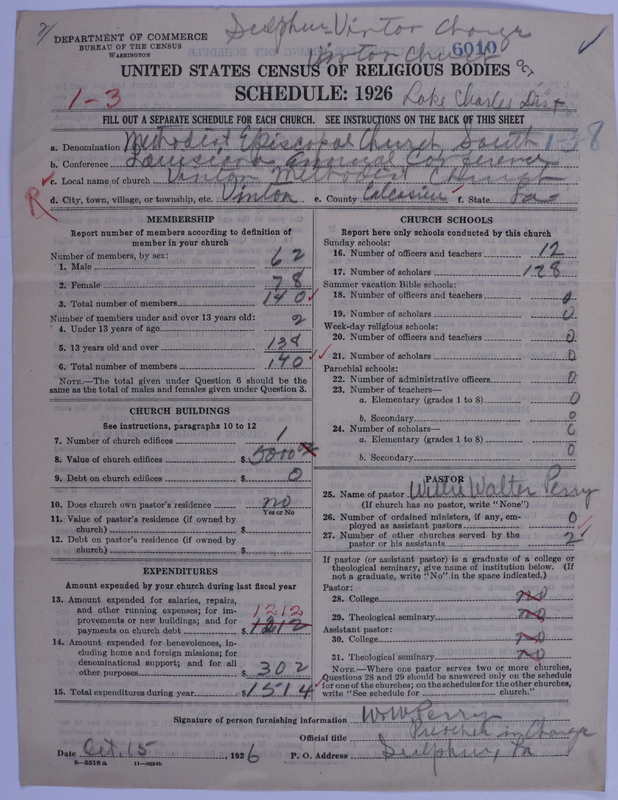 2/
Sulphur-Vinton Charge
DEPARTMENT OF COMMERCE
BUREAU OF THE CENSUS
WASHINGTON
Vinton Church
6010
UNITED STATES CENSUS OF RELIGIOUS BODIES
OCT
1-3
SCHEDULE: 1926
Lake Charles Dist.
FILL OUT A SEPARATE SCHEDULE FOR EACH CHURCH. SEE INSTRUCTIONS ON THE BACK OF THIS SHEET
a. Denomination Methodist Episcopal Church, South 1-38
b. Conference Louisiana Annual Conference
c. Local name of church Vinton Methodist Church
R
d. City, town, village, or township, etc. Vinton e. County Calcasieu f. State La
MEMBERSHIP
Report number of members according to definition of member in your church
Number of members, by sex:
1. Male 62
2. Female 78
3. Total number of members 140
Number of members under and over 13 years old:
4. Under 13 years of age 2
5. 13 years old and over 138
6. Total number of members 140
NOTE.—The total given under Question 6 should be the same as the total of males and females given under Question 3.
CHURCH BUILDINGS
See instructions, paragraphs 10 to 12
7. Number of church edifices 1
8. Value of church edifices $ 5000
9. Debt on church edifices $ 0
10. Does church own pastor's residence no
Yes or No
11. Value of pastor's residence (if owned by church) $
12. Debt on pastor's residence (if owned by church) $
EXPENDITURES
Amount expended by your church during last fiscal year
13. Amount expended for salaries, repairs, and other running expenses; for improvements or new buildings; and for payments on church debt $ 1212
1212
14. Amount expended for benevolences, including home and foreign missions; for denominational support; and for all other purposes $ 302
15. Total expenditures during year $ 1514
CHURCH SCHOOLS
Report here only schools conducted by this church
Sunday schools:
16. Number of officers and teachers 12
17. Number of scholars 128
Summer vacation Bible schools:
18. Number of officers and teachers 0
19. Number of scholars 0
Week-day religious schools:
20. Number of officers and teachers 0
21. Number of scholars 0
Parochial schools:
22. Number of administrative officers 0
23. Number of teachers—
a. Elementary (grades 1 to 8) 0
b. Secondary 0
24. Number of scholars—
a. Elementary (grades 1 to 8) 0
b. Secondary 0
PASTOR
25. Name of pastor Willie Walter Perry
(If church has no pastor, write "None")
26. Number of ordained ministers, if any, employed as assistant pastors 0
27. Number of other churches served by the pastor or his assistants 2
If pastor (or assistant pastor) is a graduate of a college or theological seminary, give name of institution below. (If not a graduate, write "No" in the space indicated.)
Pastor:
28. College no
29. Theological seminary no
Assistant pastor:
30. College no
31. Theological seminary no
NOTE.—Where one pastor serves two or more churches, Questions 28 and 29 should be answered only on the schedule for one of the churches; on the schedules for the other churches, write "See schedule for church."
Signature of person furnishing information W. W. Perry
Official title Preacher in Charge
Date Oct. 15 1926 P. O. Address Sulphur, La
8-5516a 11-9554b